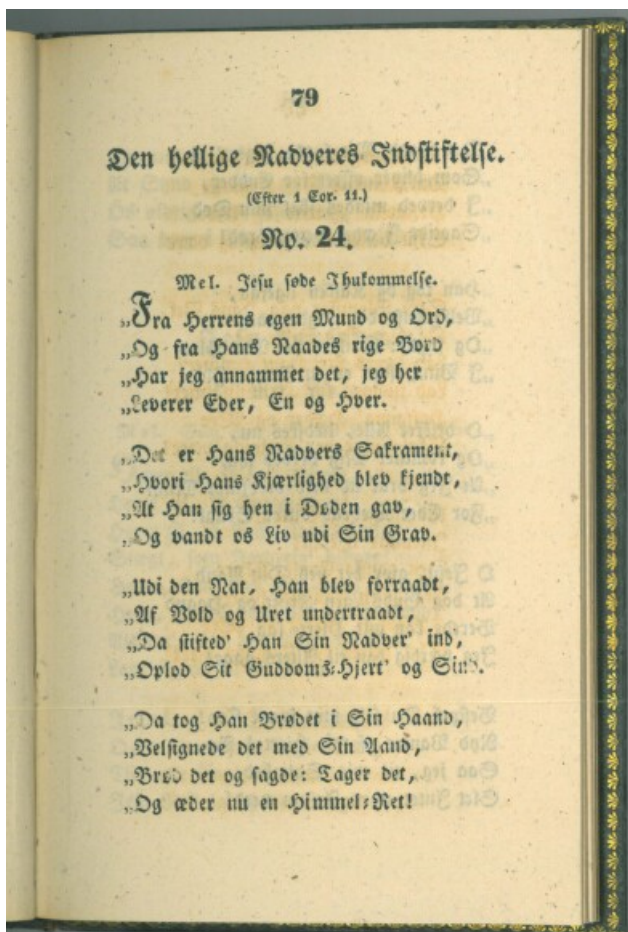 79
Den hellige Nadveres Indstiftelse.
(Efter 1 Cor. 11.)
No. 24.
Mel. Jesu søde Ihukommelse.
„Fra Herrens egen Mund og Ord,
„Og fra Hans Naades rige Bord
„Har jeg annammet det, jeg her
„Leverer Eder, En og Hver.
„Det er Hans Nadvers Sakrament,
„Hvori Hans Kjærlighed blev kjendt,
„At Han sig hen i Døden gav,
„Og vandt os Liv udi Sin Grav.
„Udi den Nat, Han blev forraadt,
„Af Vold og Uret undertraadt,
„Da stifted' Han Sin Nadver' ind,
„Oplod Sit Guddoms-Hjert' og Sind.
„Da tog Han Brødet i Sin Haand,
„Velsignede det med Sin Aand,
„Brød det og sagde: Tager det,
„Og æder nu en Himmel-Ret!